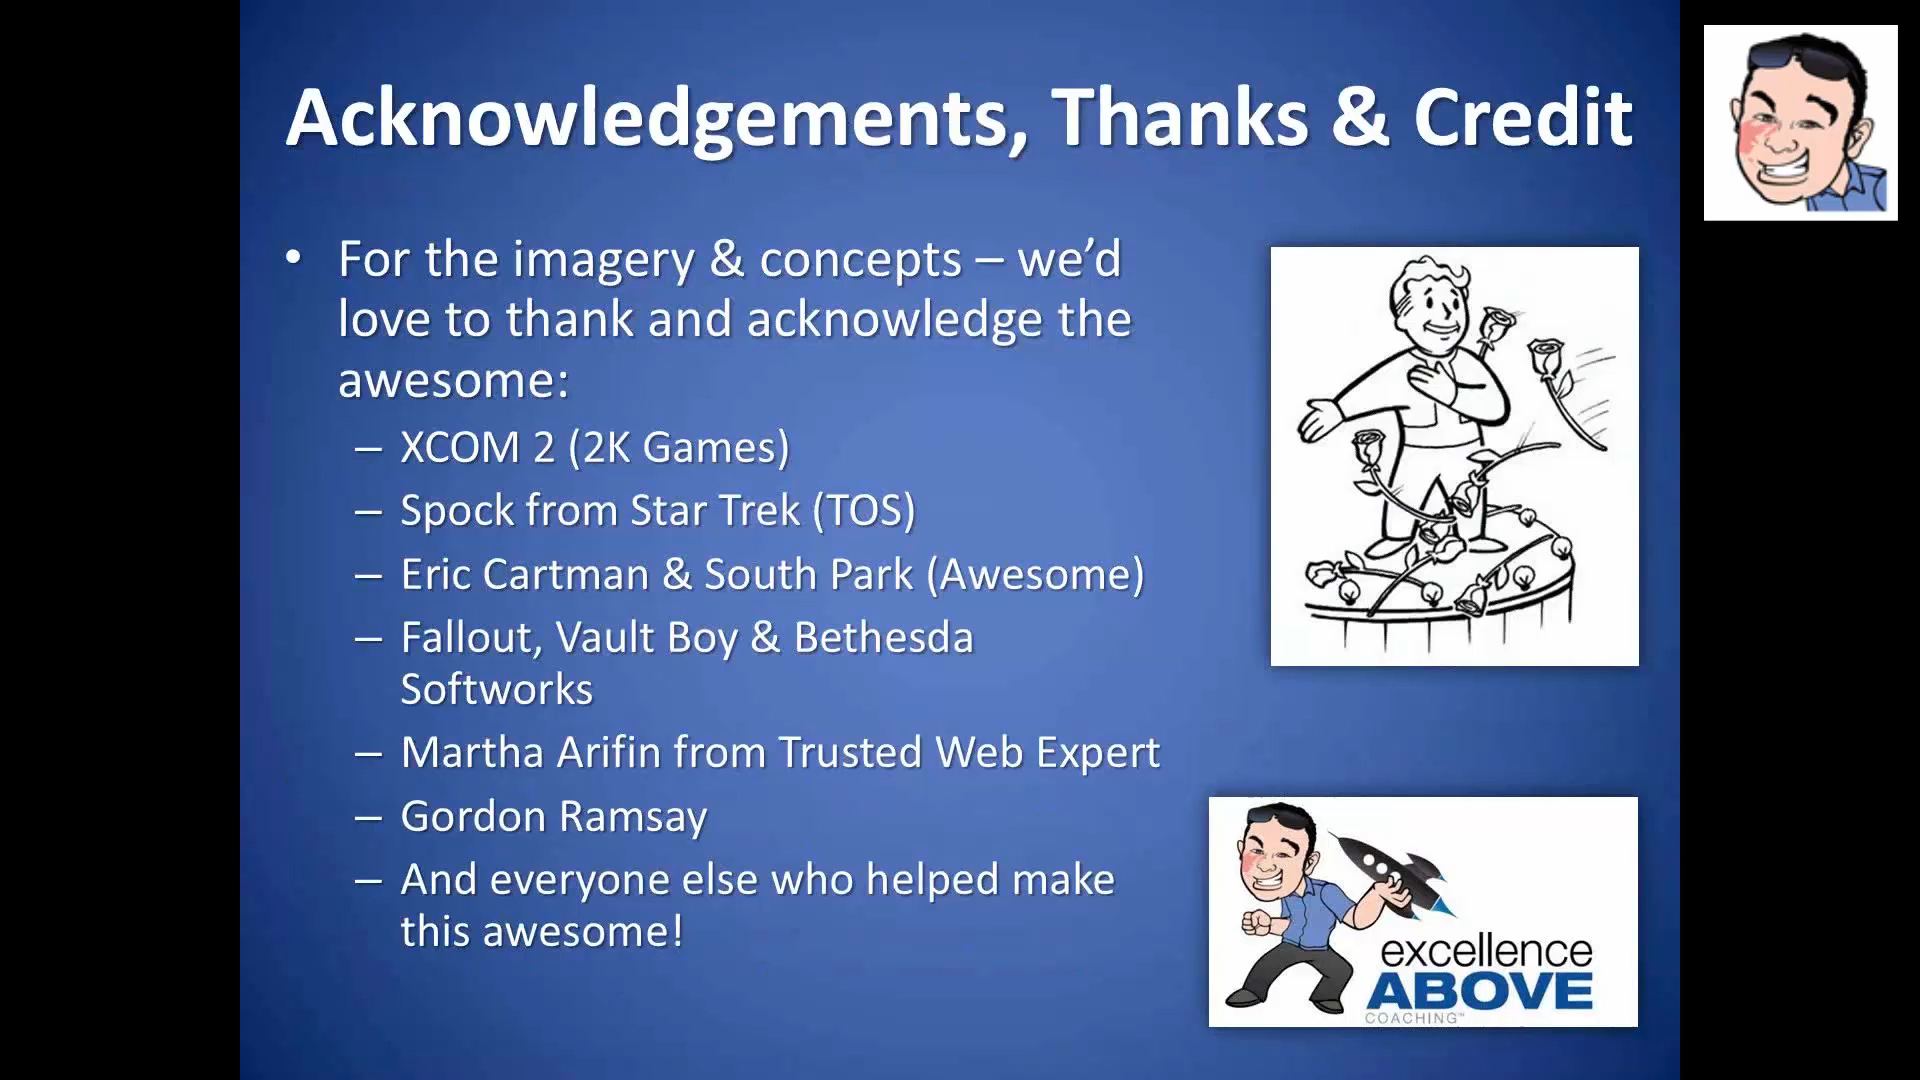 Acknowledgements, Thanks & Credit
• For the imagery & concepts – we’d
love to thank and acknowledge the
awesome:
– XCOM 2 (2K Games)
– Spock from Star Trek (TOS)
– Eric Cartman & South Park (Awesome)
– Fallout, Vault Boy & Bethesda
Softworks
– Martha Arifin from Trusted Web Expert
– Gordon Ramsay
– And everyone else who helped make
this awesome!
excellence
ABOVE
COACHING™